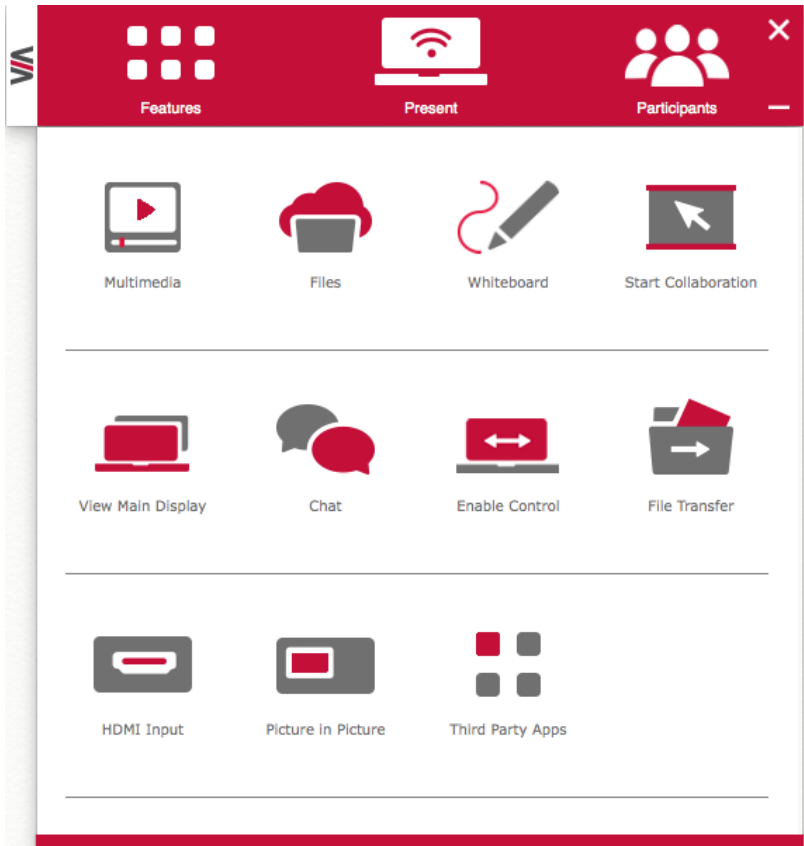 VIA
Features Present Participants
Multimedia Files Whiteboard Start Collaboration
View Main Display Chat Enable Control File Transfer
HDMI Input Picture in Picture Third Party Apps